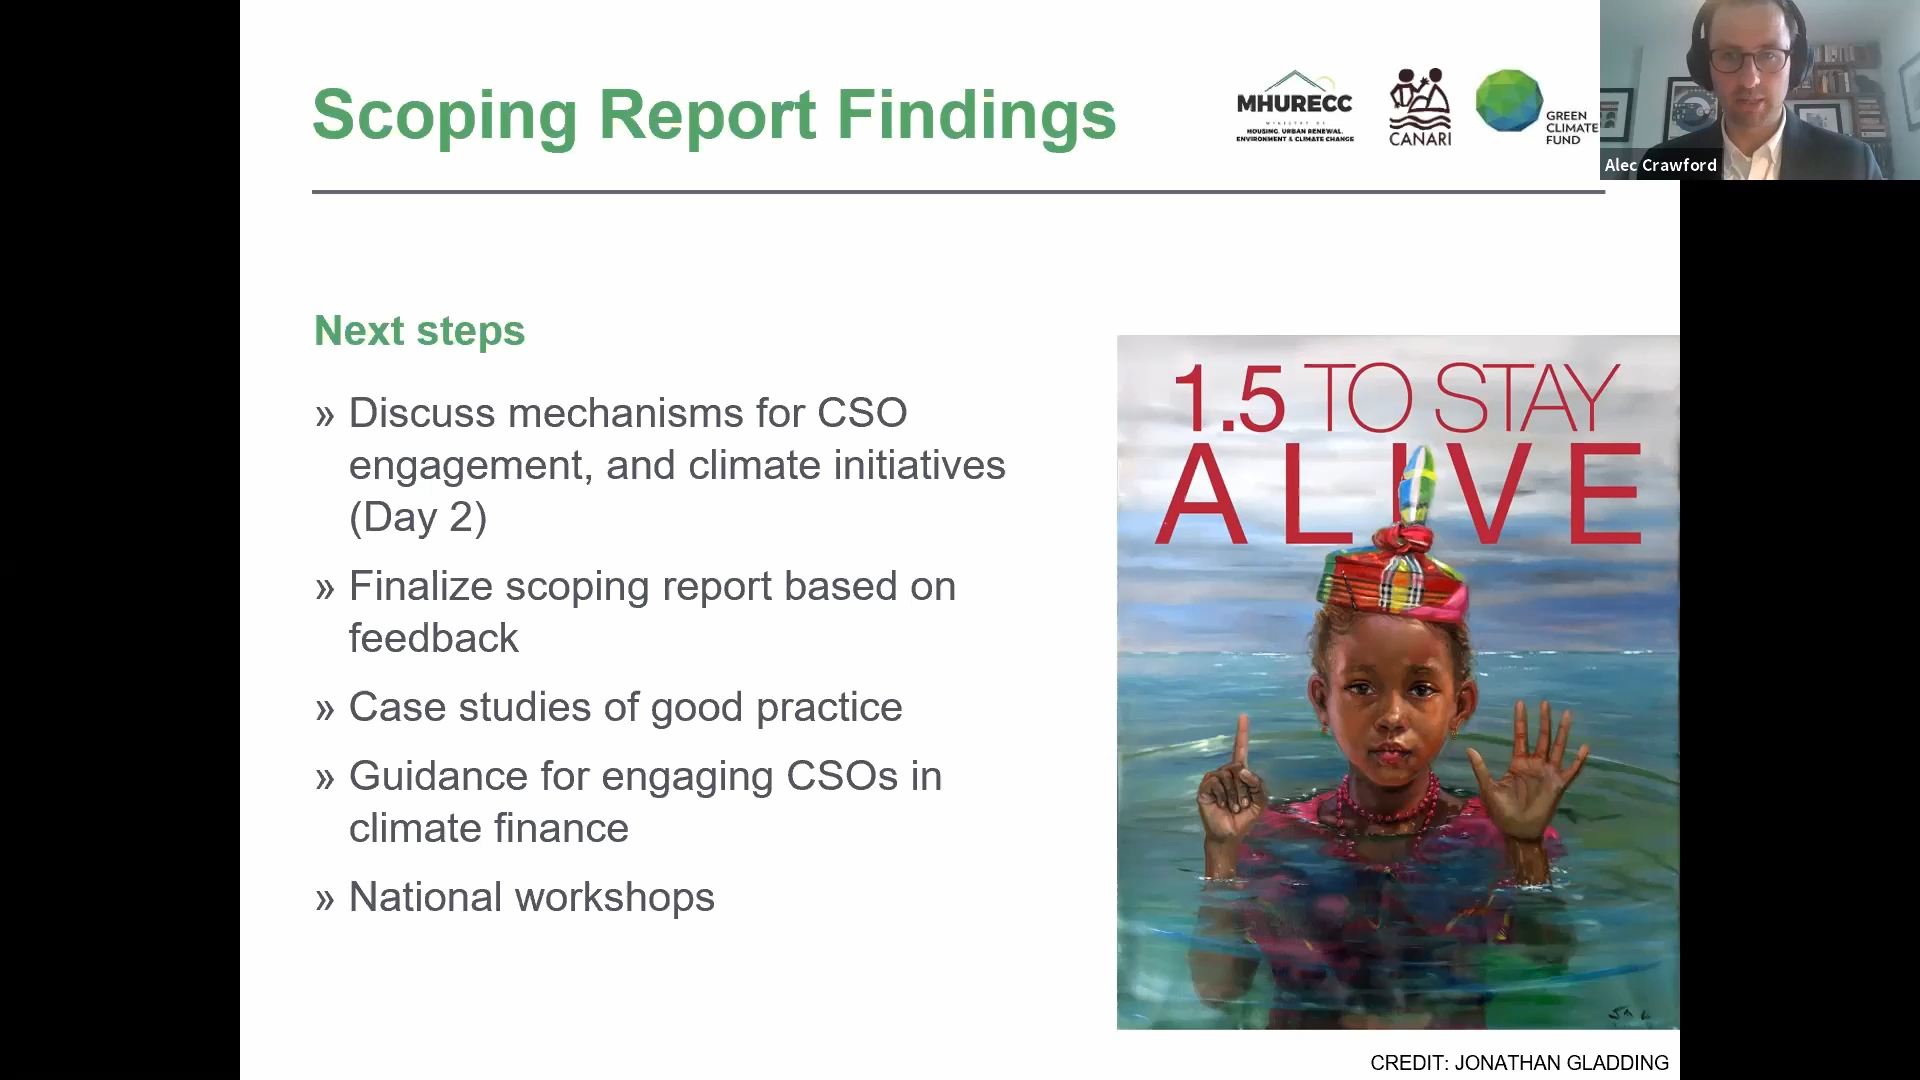 Scoping Report Findings
MHURECC
MINISTRY OF
HOUSING, URBAN RENEWAL,
ENVIRONMENT & CLIMATE CHANGE
CANARI
GREEN
CLIMATE
FUND
Alec Crawford
Next steps
» Discuss mechanisms for CSO
engagement, and climate initiatives
(Day 2)
» Finalize scoping report based on
feedback
» Case studies of good practice
» Guidance for engaging CSOs in
climate finance
» National workshops
1.5 TO STAY
ALIVE
CREDIT: JONATHAN GLADDING